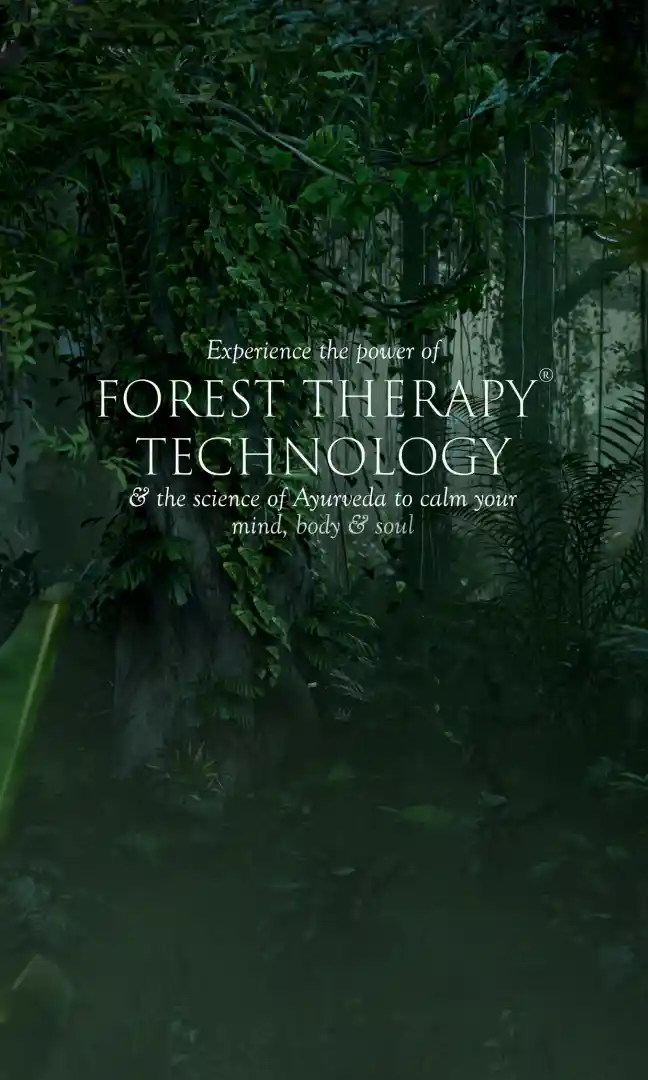 Experience the power of
FOREST THERAPY®
TECHNOLOGY
& the science of Ayurveda to calm your
mind, body & soul